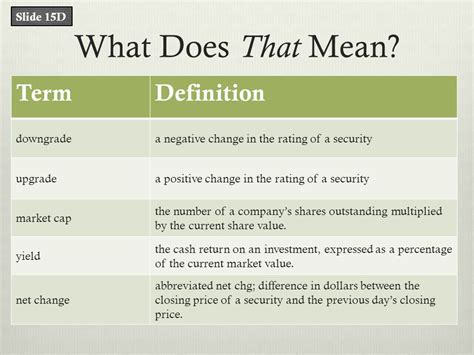 Slide 15D
What Does That Mean?
Term Definition
downgrade a negative change in the rating of a security
upgrade a positive change in the rating of a security
market cap the number of a company's shares outstanding multiplied
by the current share value.
yield the cash return on an investment, expressed as a percentage
of the current market value.
net change abbreviated net chg; difference in dollars between the
closing price of a security and the previous day's closing
price.